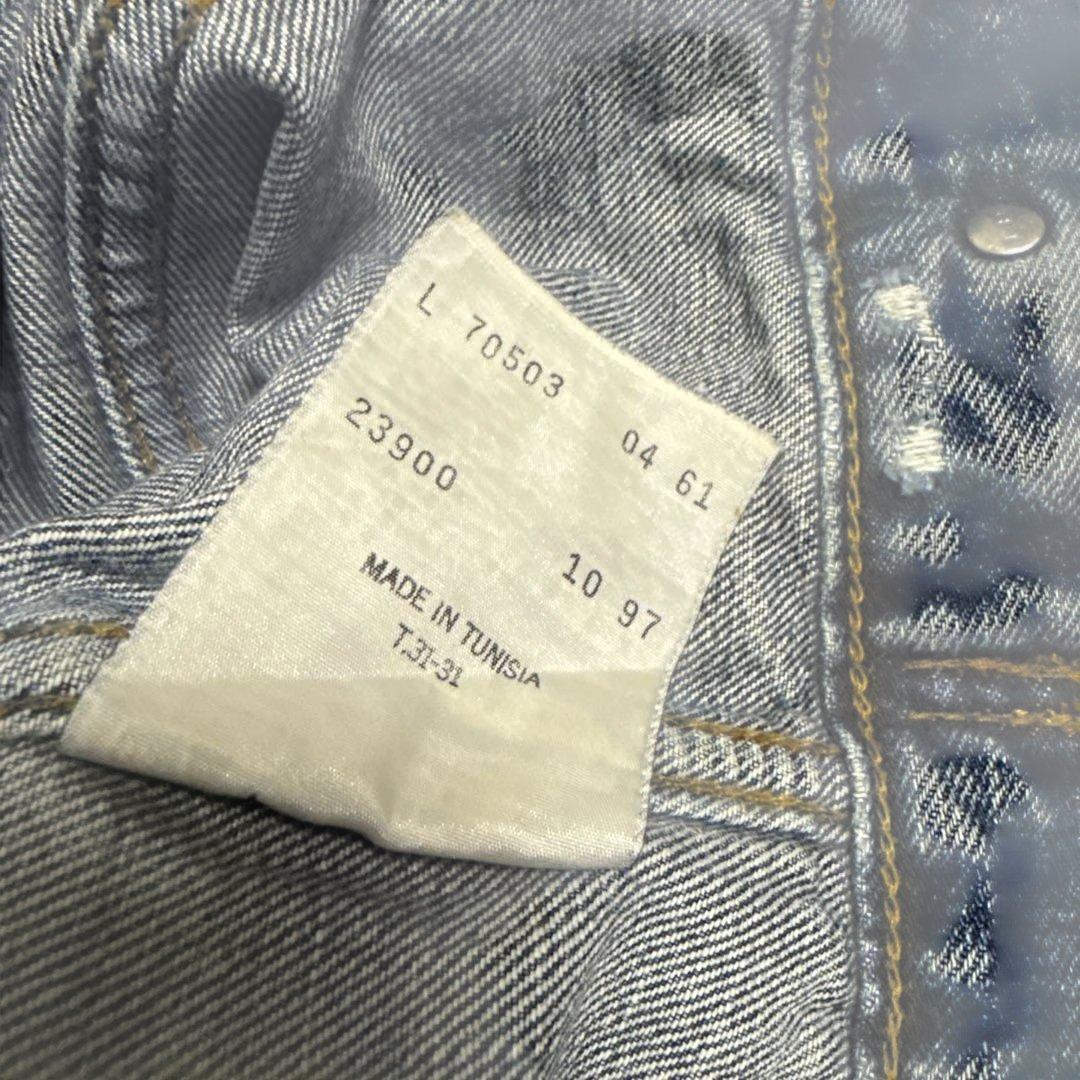 L 70503 04 61
23900 10 97
MADE IN TUNISIA
T.31-31